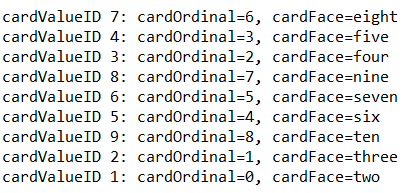 cardValueID 7: cardOrdinal=6, cardFace=eight
cardValueID 4: cardOrdinal=3, cardFace=five
cardValueID 3: cardOrdinal=2, cardFace=four
cardValueID 8: cardOrdinal=7, cardFace=nine
cardValueID 6: cardOrdinal=5, cardFace=seven
cardValueID 5: cardOrdinal=4, cardFace=six
cardValueID 9: cardOrdinal=8, cardFace=ten
cardValueID 2: cardOrdinal=1, cardFace=three
cardValueID 1: cardOrdinal=0, cardFace=two